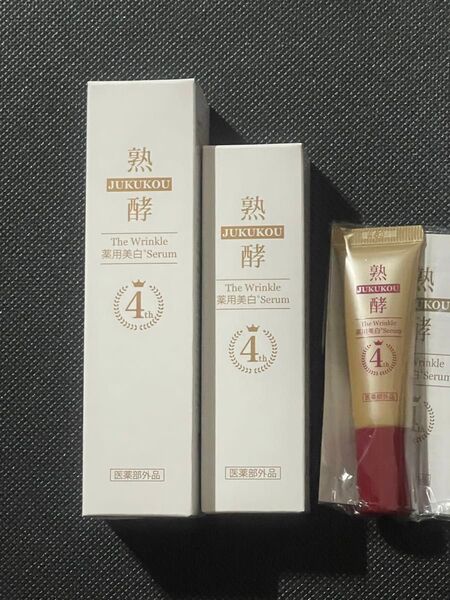 熟
JUKUKOU
酵
The Wrinkle
薬用美白*Serum
4th
医薬部外品
熟
JUKUKOU
酵
The Wrinkle
薬用美白*Serum
4th
医薬部外品
熟
JUKUKOU
酵
The Wrinkle
薬用美白*Serum
4th
医薬部外品